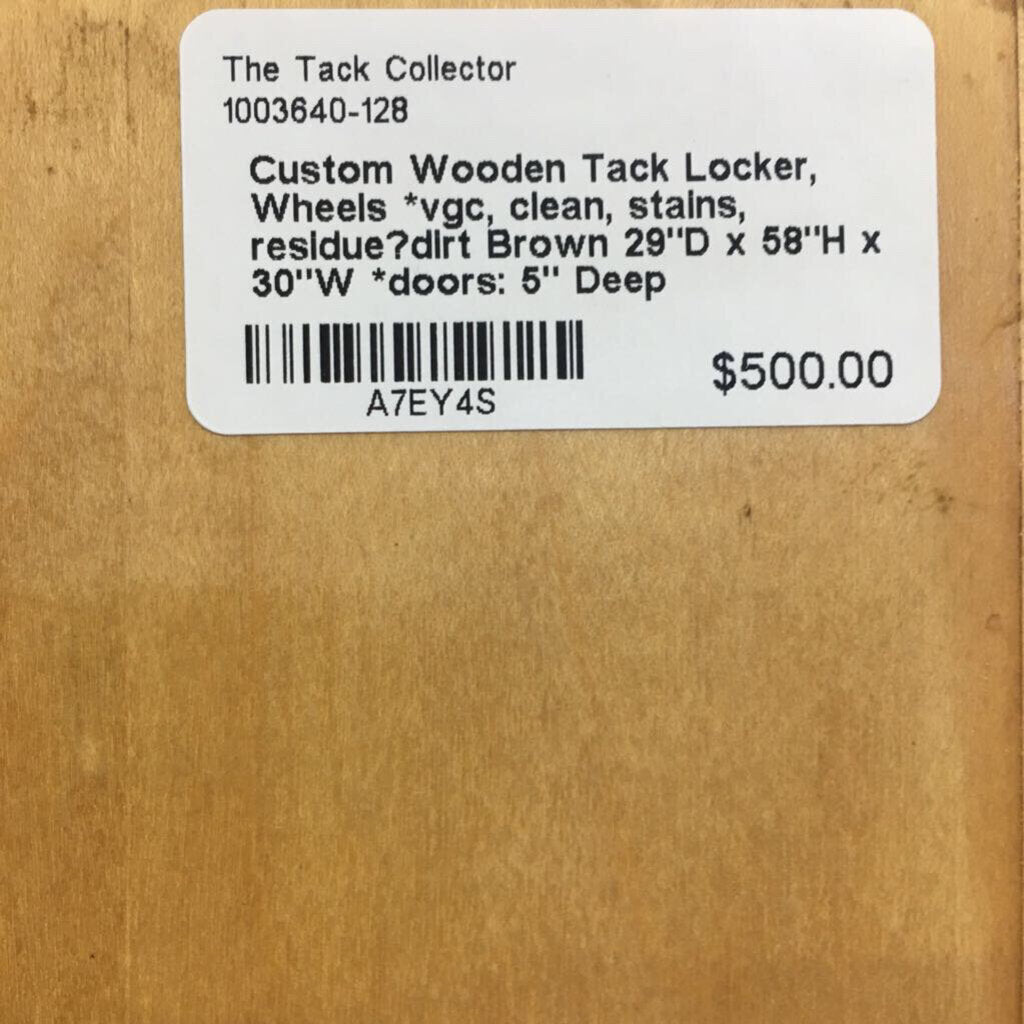 The Tack Collector
1003640-128
Custom Wooden Tack Locker,
Wheels *vgc, clean, stains,
residue?dirt Brown 29"D x 58"H x
30"W *doors: 5" Deep
A7EY4S
$500.00